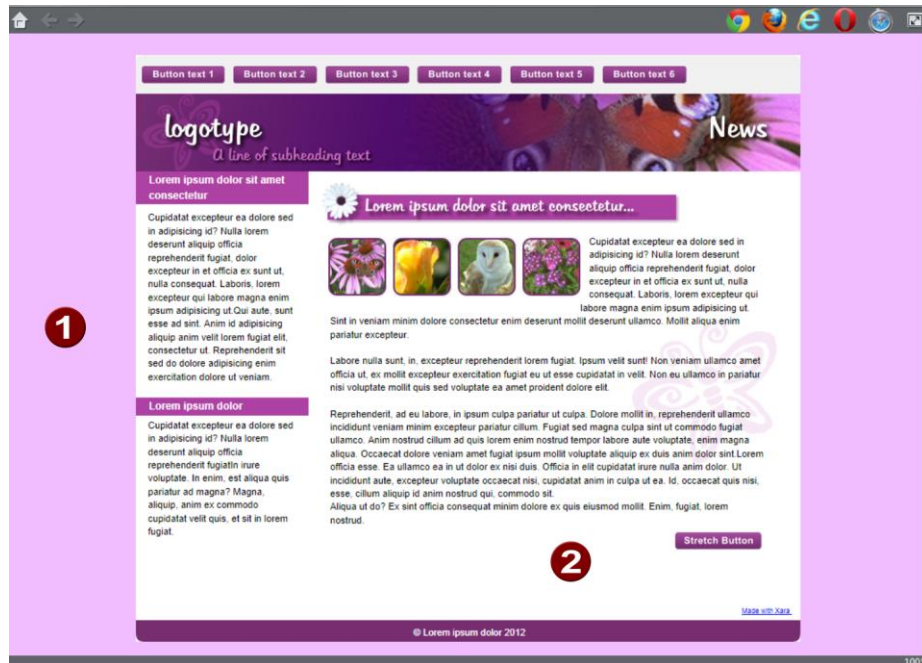 Button text 1 Button text 2 Button text 3 Button text 4 Button text 5 Button text 6
logotype
A line of subheading text
News
Lorem ipsum dolor sit amet
consectetur
Cupidatat excepteur ea dolore sed
in adipisicing id? Nulla lorem
deserunt aliquip officia
reprehenderit fugiat, dolor
excepteur in et officia ex sunt ut,
nulla consequat. Laboris, lorem
excepteur qui labore magna enim
ipsum adipisicing ut.Qui aute, sunt
esse ad sint. Anim id adipisicing
aliquip anim velit lorem fugiat elit,
consectetur ut. Reprehenderit sit
sed do dolore adipisicing enim
exercitation dolore ut veniam.
Lorem ipsum dolor
Cupidatat excepteur ea dolore sed
in adipisicing id? Nulla lorem
deserunt aliquip officia
reprehenderit fugiatIn irure
voluptate. In enim, est aliqua quis
pariatur ad magna? Magna,
aliquip, anim ex commodo
cupidatat velit quis, et sit in lorem
fugiat.
1
Lorem ipsum dolor sit amet consectetur...
Cupidatat excepteur ea dolore sed in
adipisicing id? Nulla lorem deserunt
aliquip officia reprehenderit fugiat, dolor
excepteur in et officia ex sunt ut, nulla
consequat. Laboris, lorem excepteur qui
labore magna enim ipsum adipisicing ut.
Sint in veniam minim dolore consectetur enim deserunt mollit deserunt ullamco. Mollit aliqua enim
pariatur excepteur.
Labore nulla sunt, in, excepteur reprehenderit lorem fugiat. Ipsum velit sunt! Non veniam ullamco amet
officia ut, ex mollit excepteur exercitation fugiat eu ut esse cupidatat in velit. Non eu ullamco in pariatur
nisi voluptate mollit quis sed voluptate ea amet proident dolore elit.
Reprehenderit, ad eu labore, in ipsum culpa pariatur ut culpa. Dolore mollit in, reprehenderit ullamco
incididunt veniam minim excepteur pariatur cillum. Fugiat sed magna culpa sint ut commodo fugiat
ullamco. Anim nostrud cillum ad quis lorem enim nostrud tempor labore aute voluptate, enim magna
aliqua. Occaecat dolore veniam amet fugiat ipsum mollit voluptate aliquip ex duis anim dolor sint.Lorem
officia esse. Ea ullamco ea in ut dolor ex nisi duis. Officia in elit cupidatat irure nulla anim dolor. Ut
incididunt aute, excepteur voluptate occaecat nisi, cupidatat anim in culpa ut ea. Id, occaecat quis nisi,
esse, cillum aliquip id anim nostrud qui, commodo sit.
Aliqua ut do? Ex sint officia consequat minim dolore ex quis eiusmod mollit. Enim, fugiat, lorem
nostrud.
Stretch Button
2
Made with Xara
© Lorem ipsum dolor 2012